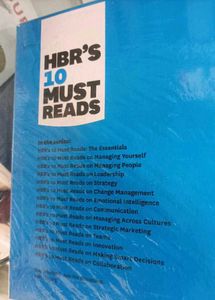 HBR'S
10
MUST
READS
In the series:
HBR's 10 Must Reads: The Essentials
HBR's 10 Must Reads on Managing Yourself
HBR's 10 Must Reads on Managing People
HBR's 10 Must Reads on Leadership
HBR's 10 Must Reads on Strategy
HBR's 10 Must Reads on Change Management
HBR's 10 Must Reads on Emotional Intelligence
HBR's 10 Must Reads on Communication
HBR's 10 Must Reads on Managing Across Cultures
HBR's 10 Must Reads on Strategic Marketing
HBR's 10 Must Reads on Teams
HBR's 10 Must Reads on Innovation
HBR's 10 Must Reads on Making Smart Decisions
HBR's 10 Must Reads on Collaboration